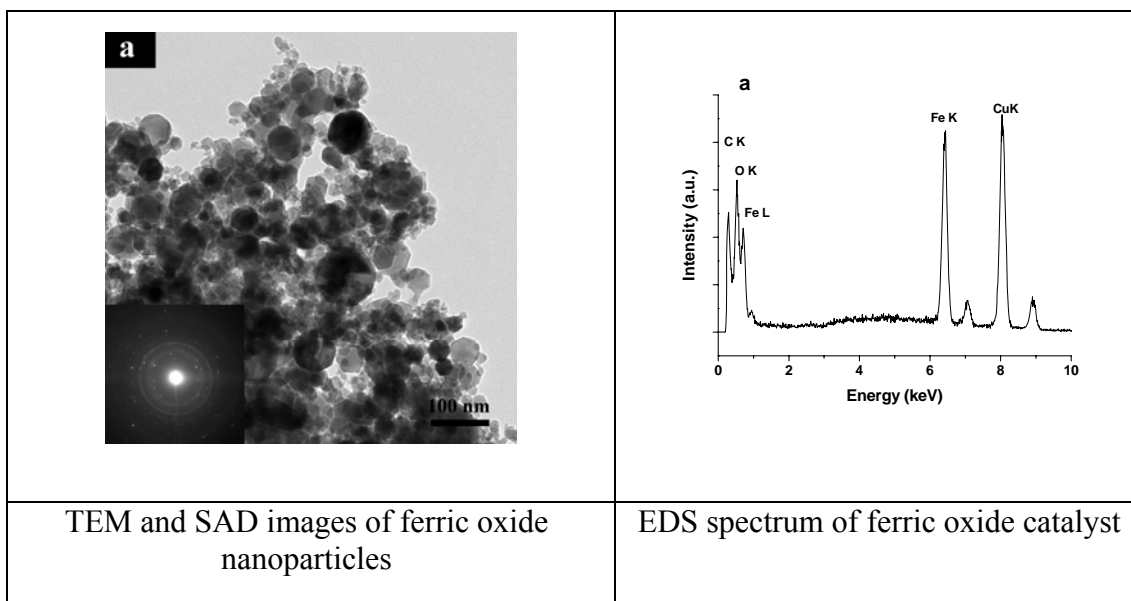 a
100 nm
a
Fe K
CuK
C K
O K
Fe L
Intensity (a.u.)
0 2 4 6 8 10
Energy (keV)
TEM and SAD images of ferric oxide
nanoparticles
EDS spectrum of ferric oxide catalyst